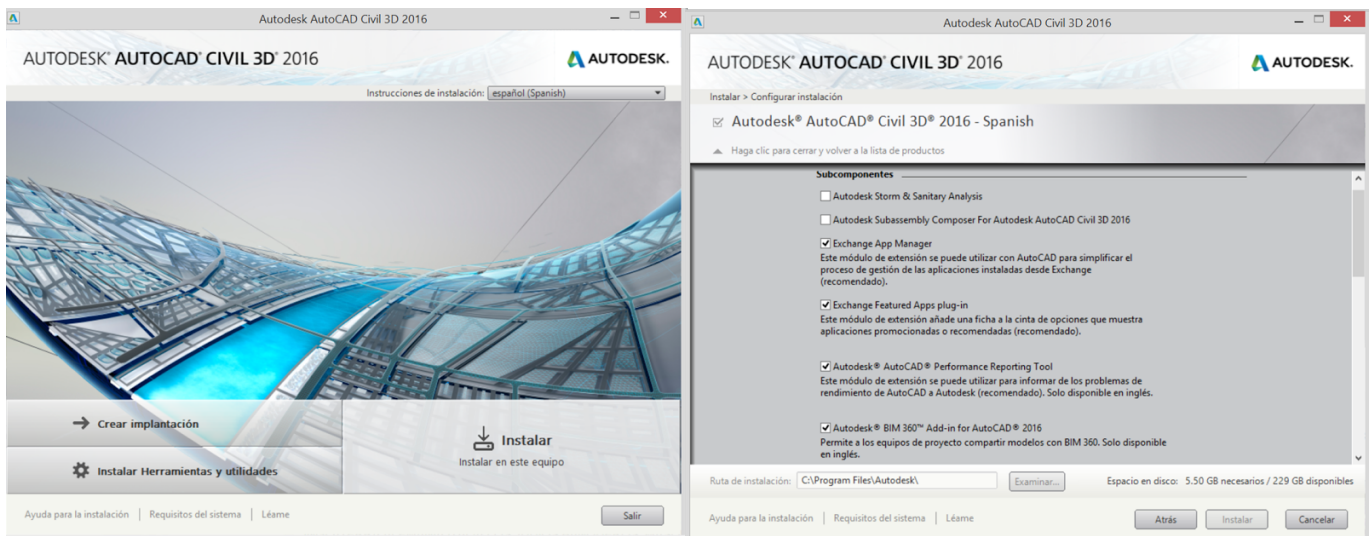 Autodesk AutoCAD Civil 3D 2016
AUTODESK® AUTOCAD® CIVIL 3D® 2016
AUTODESK.
Instrucciones de instalación: español (Spanish)
Crear implantación
Instalar Herramientas y utilidades
Instalar
Instalar en este equipo
Ayuda para la instalación | Requisitos del sistema | Léame
Salir
Autodesk AutoCAD Civil 3D 2016
AUTODESK® AUTOCAD® CIVIL 3D® 2016
AUTODESK.
Instalar > Configurar instalación
Autodesk® AutoCAD® Civil 3D® 2016 - Spanish
Haga clic para cerrar y volver a la lista de productos
Subcomponentes
Autodesk Storm & Sanitary Analysis
Autodesk Subassembly Composer For Autodesk AutoCAD Civil 3D 2016
Exchange App Manager
Este módulo de extensión se puede utilizar con AutoCAD para simplificar el
proceso de gestión de las aplicaciones instaladas desde Exchange
(recomendado).
Exchange Featured Apps plug-in
Este módulo de extensión añade una ficha a la cinta de opciones que muestra
aplicaciones promocionadas o recomendadas (recomendado).
Autodesk® AutoCAD® Performance Reporting Tool
Este módulo de extensión se puede utilizar para informar de los problemas de
rendimiento de AutoCAD a Autodesk (recomendado). Solo disponible en inglés.
Autodesk® BIM 360™ Add-in for AutoCAD® 2016
Permite a los equipos de proyecto compartir modelos con BIM 360. Solo disponible
en inglés.
Ruta de instalación: C:\Program Files\Autodesk\ Examinar... Espacio en disco: 5.50 GB necesarios / 229 GB disponibles
Ayuda para la instalación | Requisitos del sistema | Léame
Atrás Instalar Cancelar